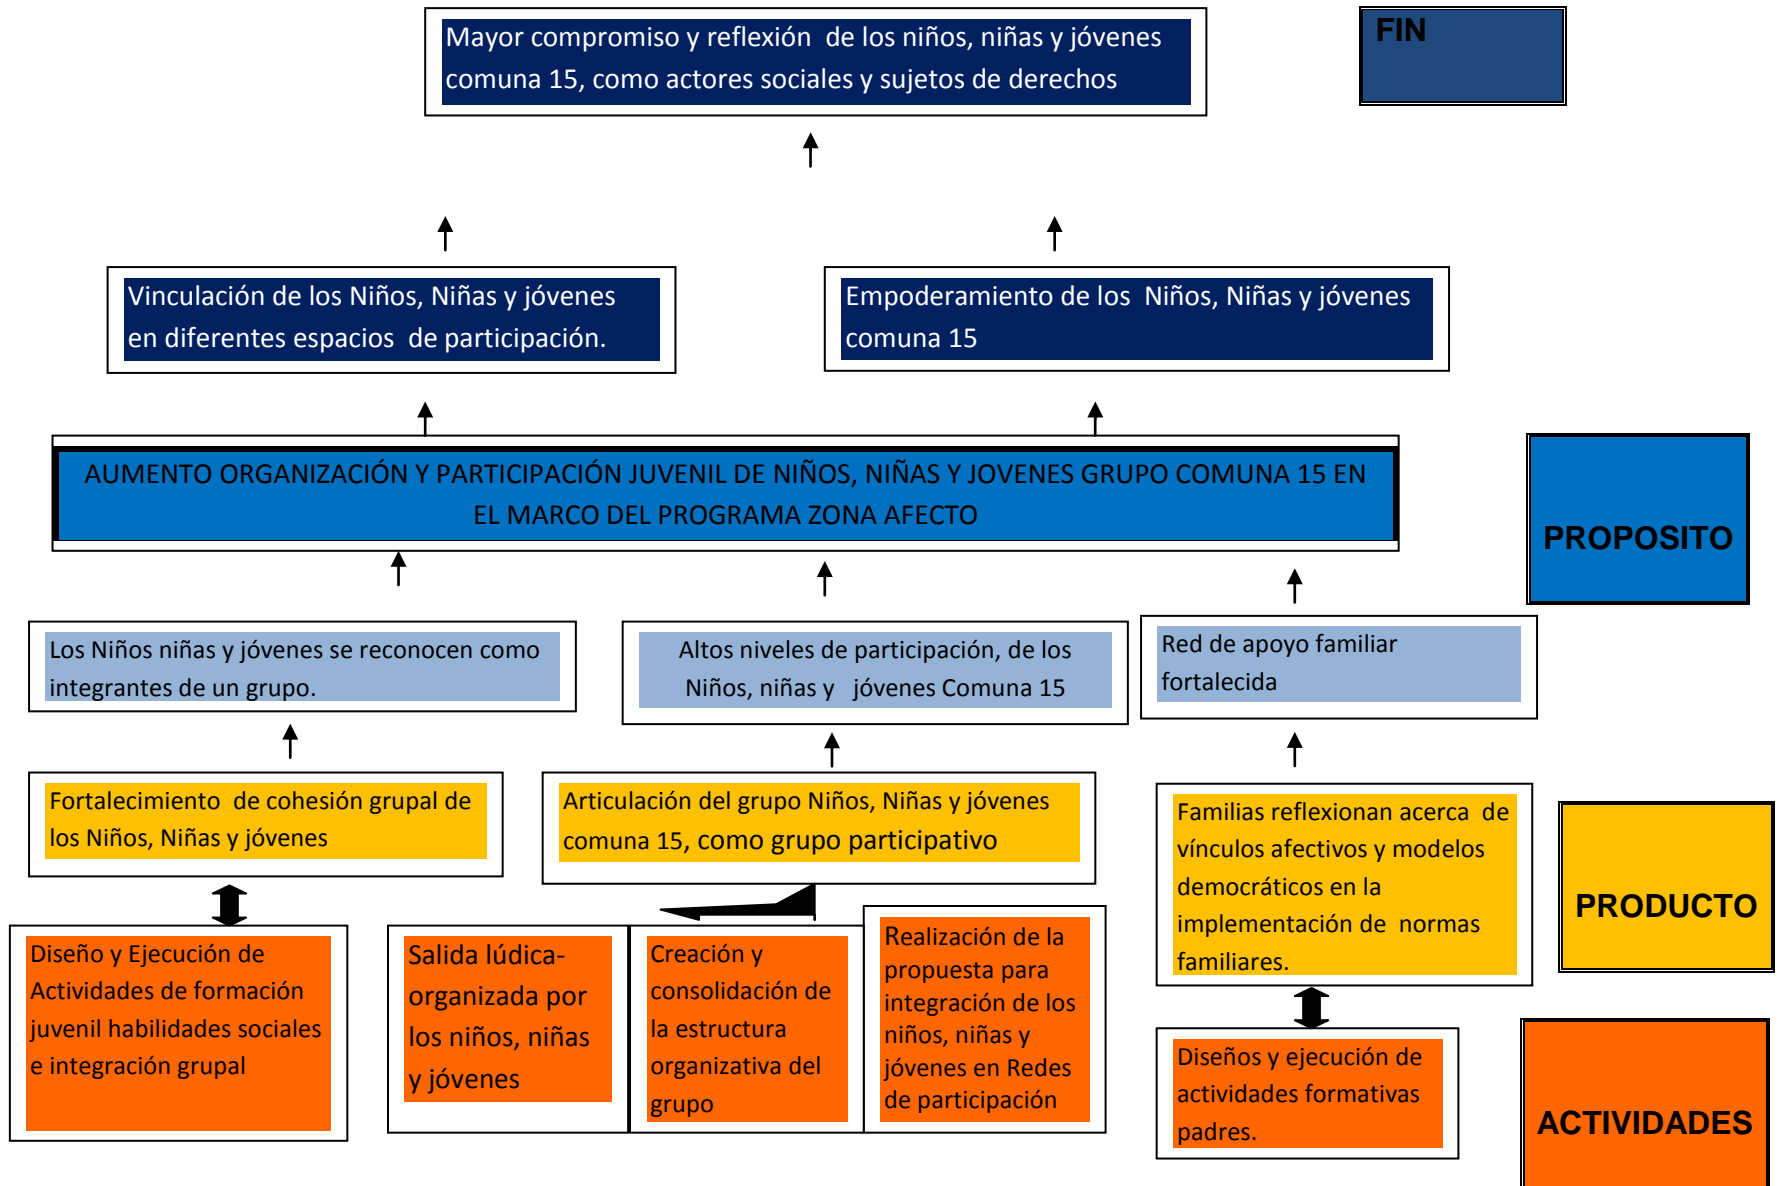 Mayor compromiso y reflexión de los niños, niñas y jóvenes
comuna 15, como actores sociales y sujetos de derechos
FIN
Vinculación de los Niños, Niñas y jóvenes
en diferentes espacios de participación.
Empoderamiento de los Niños, Niñas y jóvenes
comuna 15
AUMENTO ORGANIZACIÓN Y PARTICIPACIÓN JUVENIL DE NIÑOS, NIÑAS Y JOVENES GRUPO COMUNA 15 EN
EL MARCO DEL PROGRAMA ZONA AFECTO
PROPOSITO
Los Niños niñas y jóvenes se reconocen como
integrantes de un grupo.
Altos niveles de participación, de los
Niños, niñas y jóvenes Comuna 15
Red de apoyo familiar
fortalecida
Fortalecimiento de cohesión grupal de
los Niños, Niñas y jóvenes
Articulación del grupo Niños, Niñas y jóvenes
comuna 15, como grupo participativo
Familias reflexionan acerca de
vínculos afectivos y modelos
democráticos en la
implementación de normas
familiares.
PRODUCTO
Diseño y Ejecución de
Actividades de formación
juvenil habilidades sociales
e integración grupal
Salida lúdica-
organizada por
los niños, niñas
y jóvenes
Creación y
consolidación de
la estructura
organizativa del
grupo
Realización de la
propuesta para
integración de los
niños, niñas y
jóvenes en Redes
de participación
Diseños y ejecución de
actividades formativas
padres.
ACTIVIDADES